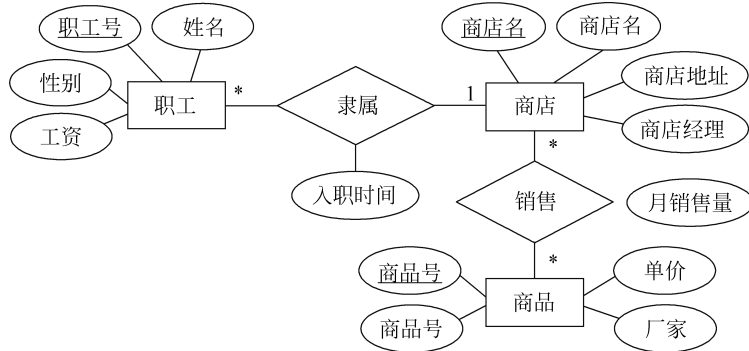 职工号
姓名
商店名
商店名
性别
商店地址
职工
*
隶属
1
商店
工资
商店经理
*
入职时间
销售
月销售量
*
商品号
单价
商品
商品号
厂家